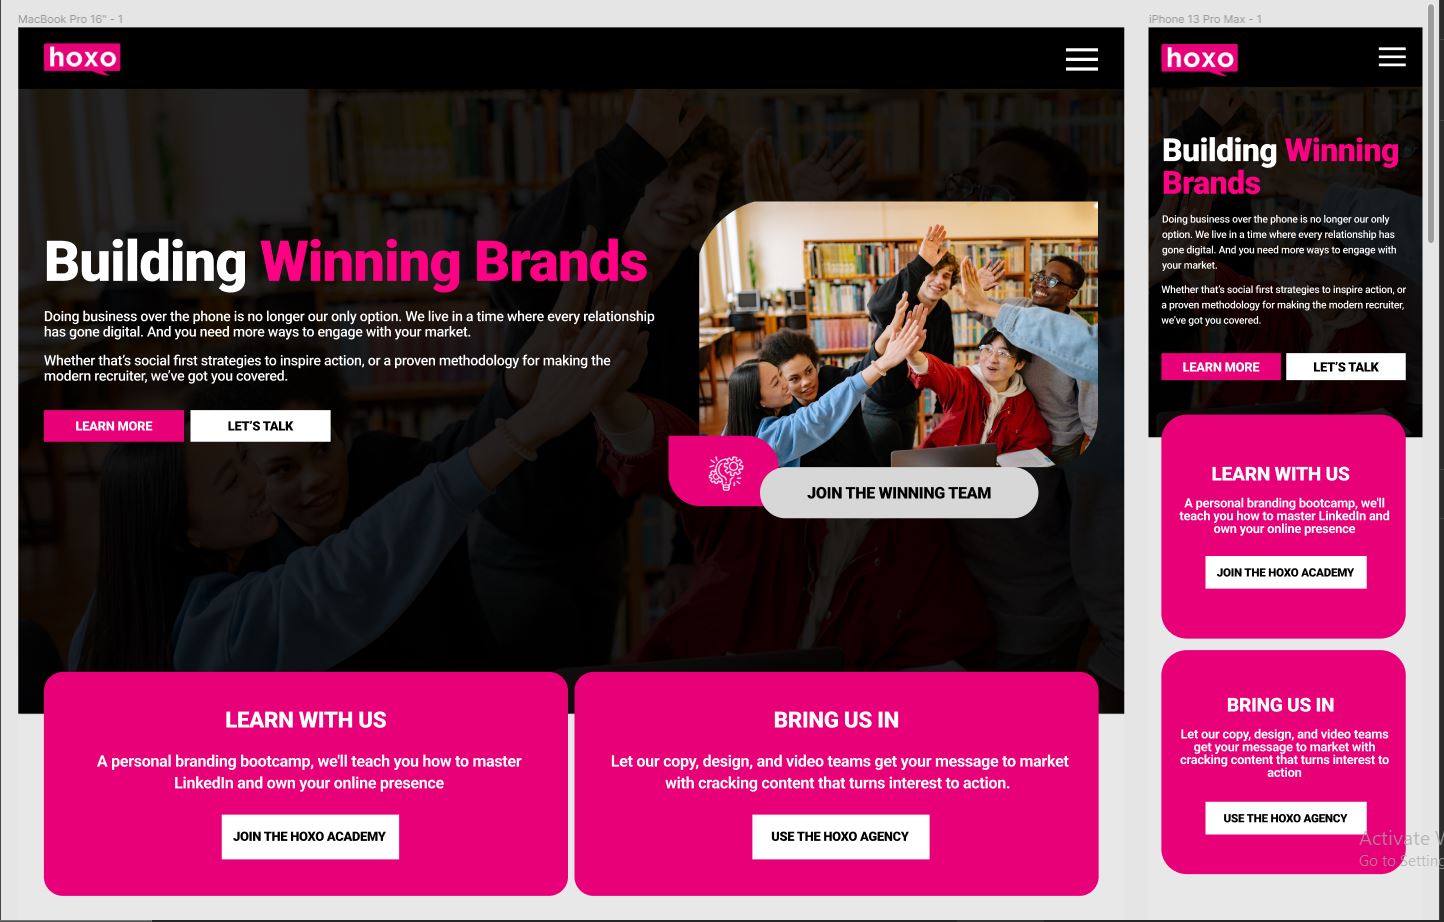 MacBook Pro 16" - 1
hoxo
Building Winning Brands
Doing business over the phone is no longer our only option. We live in a time where every relationship
has gone digital. And you need more ways to engage with your market.
Whether that's social first strategies to inspire action, or a proven methodology for making the
modern recruiter, we've got you covered.
LEARN MORE
LET'S TALK
JOIN THE WINNING TEAM
LEARN WITH US
A personal branding bootcamp, we'll teach you how to master
LinkedIn and own your online presence
JOIN THE HOXO ACADEMY
BRING US IN
Let our copy, design, and video teams get your message to market
with cracking content that turns interest to action.
USE THE HOXO AGENCY
iPhone 13 Pro Max - 1
hoxo
Building Winning
Brands
Doing business over the phone is no longer our only
option. We live in a time where every relationship has
gone digital. And you need more ways to engage with
your market.
Whether that's social first strategies to inspire action, or
a proven methodology for making the modern recruiter,
we've got you covered.
LEARN MORE
LET'S TALK
LEARN WITH US
A personal branding bootcamp, we'll
teach you how to master LinkedIn and
own your online presence
JOIN THE HOXO ACADEMY
BRING US IN
Let our copy, design, and video teams
get your message to market with
cracking content that turns interest to
action
USE THE HOXO AGENCY
Activate
Go to Setting